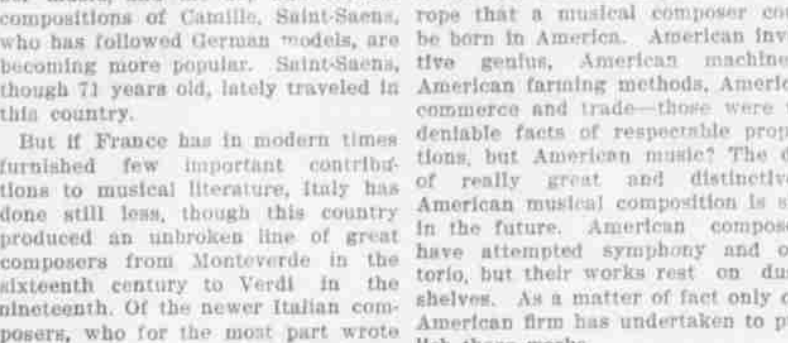 compositions of Camille, Saint-Saens,
who has followed German models, are
becoming more popular. Saint-Saens,
though 71 years old, lately traveled in
this country.
But if France has in modern times
furnished few important contribu-
tions to musical literature, Italy has
done still less, though this country
produced an unbroken line of great
composers from Monteverde in the
sixteenth century to Verdi in the
nineteenth. Of the newer Italian com-
posers, who for the most part wrote
rope that a musical composer cou
be born in America. American inv
tive genius, American machine
American farming methods, Americ
commerce and trade—those were
deniable facts of respectable prop
tions, but American music? The d
of really great and distinctiv
American musical composition is s
in the future. American compose
have attempted symphony and o
torio, but their works rest on dus
shelves. As a matter of fact only o
American firm has undertaken to p